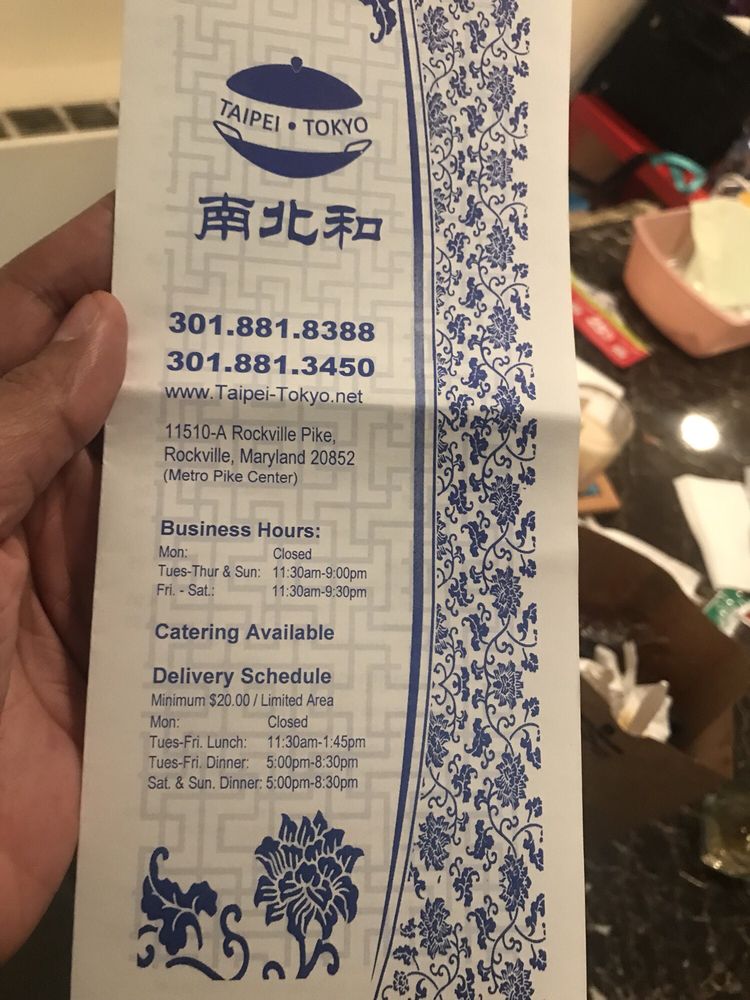 TAIPEI • TOKYO
南北和
301.881.8388
301.881.3450
www.Taipei-Tokyo.net
11510-A Rockville Pike,
Rockville, Maryland 20852
(Metro Pike Center)
Business Hours:
Mon: Closed
Tues-Thur & Sun: 11:30am-9:00pm
Fri. - Sat.: 11:30am-9:30pm
Catering Available
Delivery Schedule
Minimum $20.00 / Limited Area
Mon: Closed
Tues-Fri. Lunch: 11:30am-1:45pm
Tues-Fri. Dinner: 5:00pm-8:30pm
Sat. & Sun. Dinner: 5:00pm-8:30pm